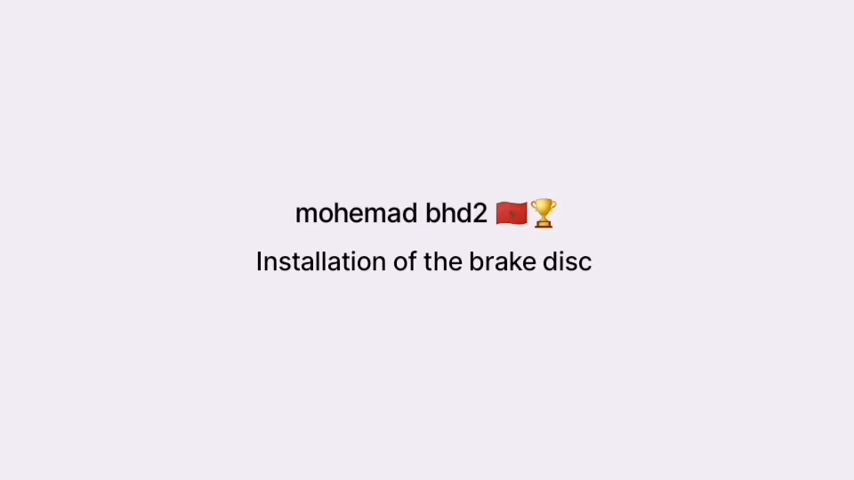 mohemad bhd2 🇲🇦🏆
Installation of the brake disc